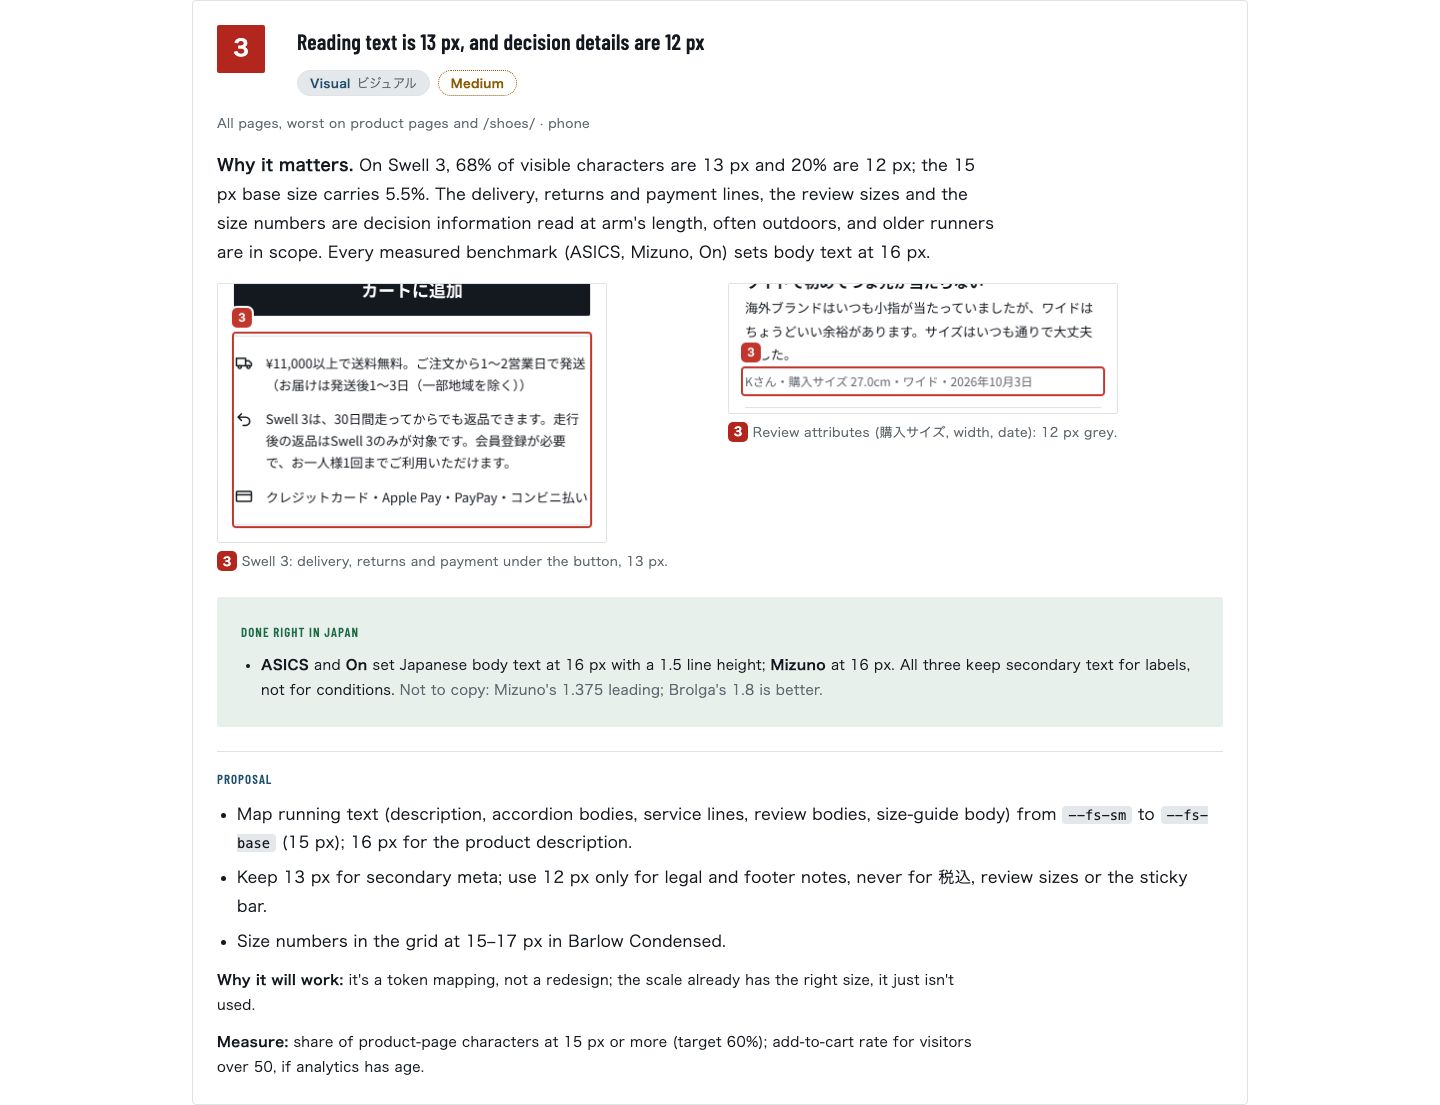 3
Reading text is 13 px, and decision details are 12 px
Visual ビジュアル
Medium
All pages, worst on product pages and /shoes/ · phone
Why it matters. On Swell 3, 68% of visible characters are 13 px and 20% are 12 px; the 15
px base size carries 5.5%. The delivery, returns and payment lines, the review sizes and the
size numbers are decision information read at arm's length, often outdoors, and older runners
are in scope. Every measured benchmark (ASICS, Mizuno, On) sets body text at 16 px.
カートに追加
3
¥11,000以上で送料無料。ご注文から1〜2営業日で発送
（お届けは発送後1〜3日（一部地域を除く））
Swell 3は、30日間走ってからでも返品できます。走行
後の返品はSwell 3のみが対象です。会員登録が必要
で、お一人様1回までご利用いただけます。
クレジットカード・Apple Pay・PayPay・コンビニ払い
3 Swell 3: delivery, returns and payment under the button, 13 px.
海外ブランドはいつも小指が当たっていましたが、ワイドは
ちょうどいい余裕があります。サイズはいつも通りで大丈夫
3
した。
Kさん・購入サイズ 27.0cm・ワイド・2026年10月3日
3 Review attributes (購入サイズ, width, date): 12 px grey.
DONE RIGHT IN JAPAN
• ASICS and On set Japanese body text at 16 px with a 1.5 line height; Mizuno at 16 px. All three keep secondary text for labels,
not for conditions. Not to copy: Mizuno's 1.375 leading; Brolga's 1.8 is better.
PROPOSAL
• Map running text (description, accordion bodies, service lines, review bodies, size-guide body) from --fs-sm to --fs-
base (15 px); 16 px for the product description.
• Keep 13 px for secondary meta; use 12 px only for legal and footer notes, never for 税込, review sizes or the sticky
bar.
• Size numbers in the grid at 15–17 px in Barlow Condensed.
Why it will work: it's a token mapping, not a redesign; the scale already has the right size, it just isn't
used.
Measure: share of product-page characters at 15 px or more (target 60%); add-to-cart rate for visitors
over 50, if analytics has age.